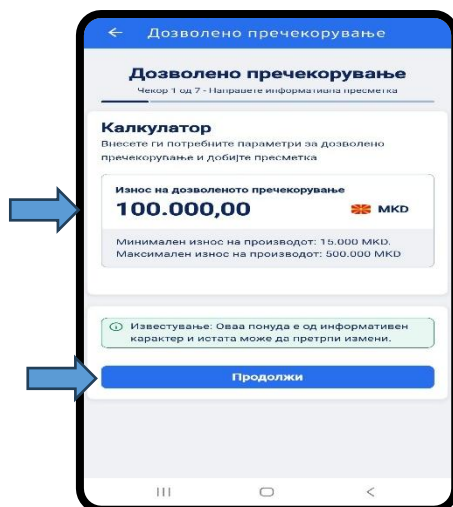 Дозволено пречекорување
Дозволено пречекорување
Чекор 1 од 7 - Направете информативна пресметка
Калкулатор
Внесете ги потребните параметри за дозволено
пречекорување и добијте пресметка
Износ на дозволеното пречекорување
100.000,00 MKD
Минимален износ на производот: 15.000 MKD.
Максимален износ на производот: 500.000 MKD
Известување: Оваа понуда е од информативен
карактер и истата може да претрпи измени.
Продолжи